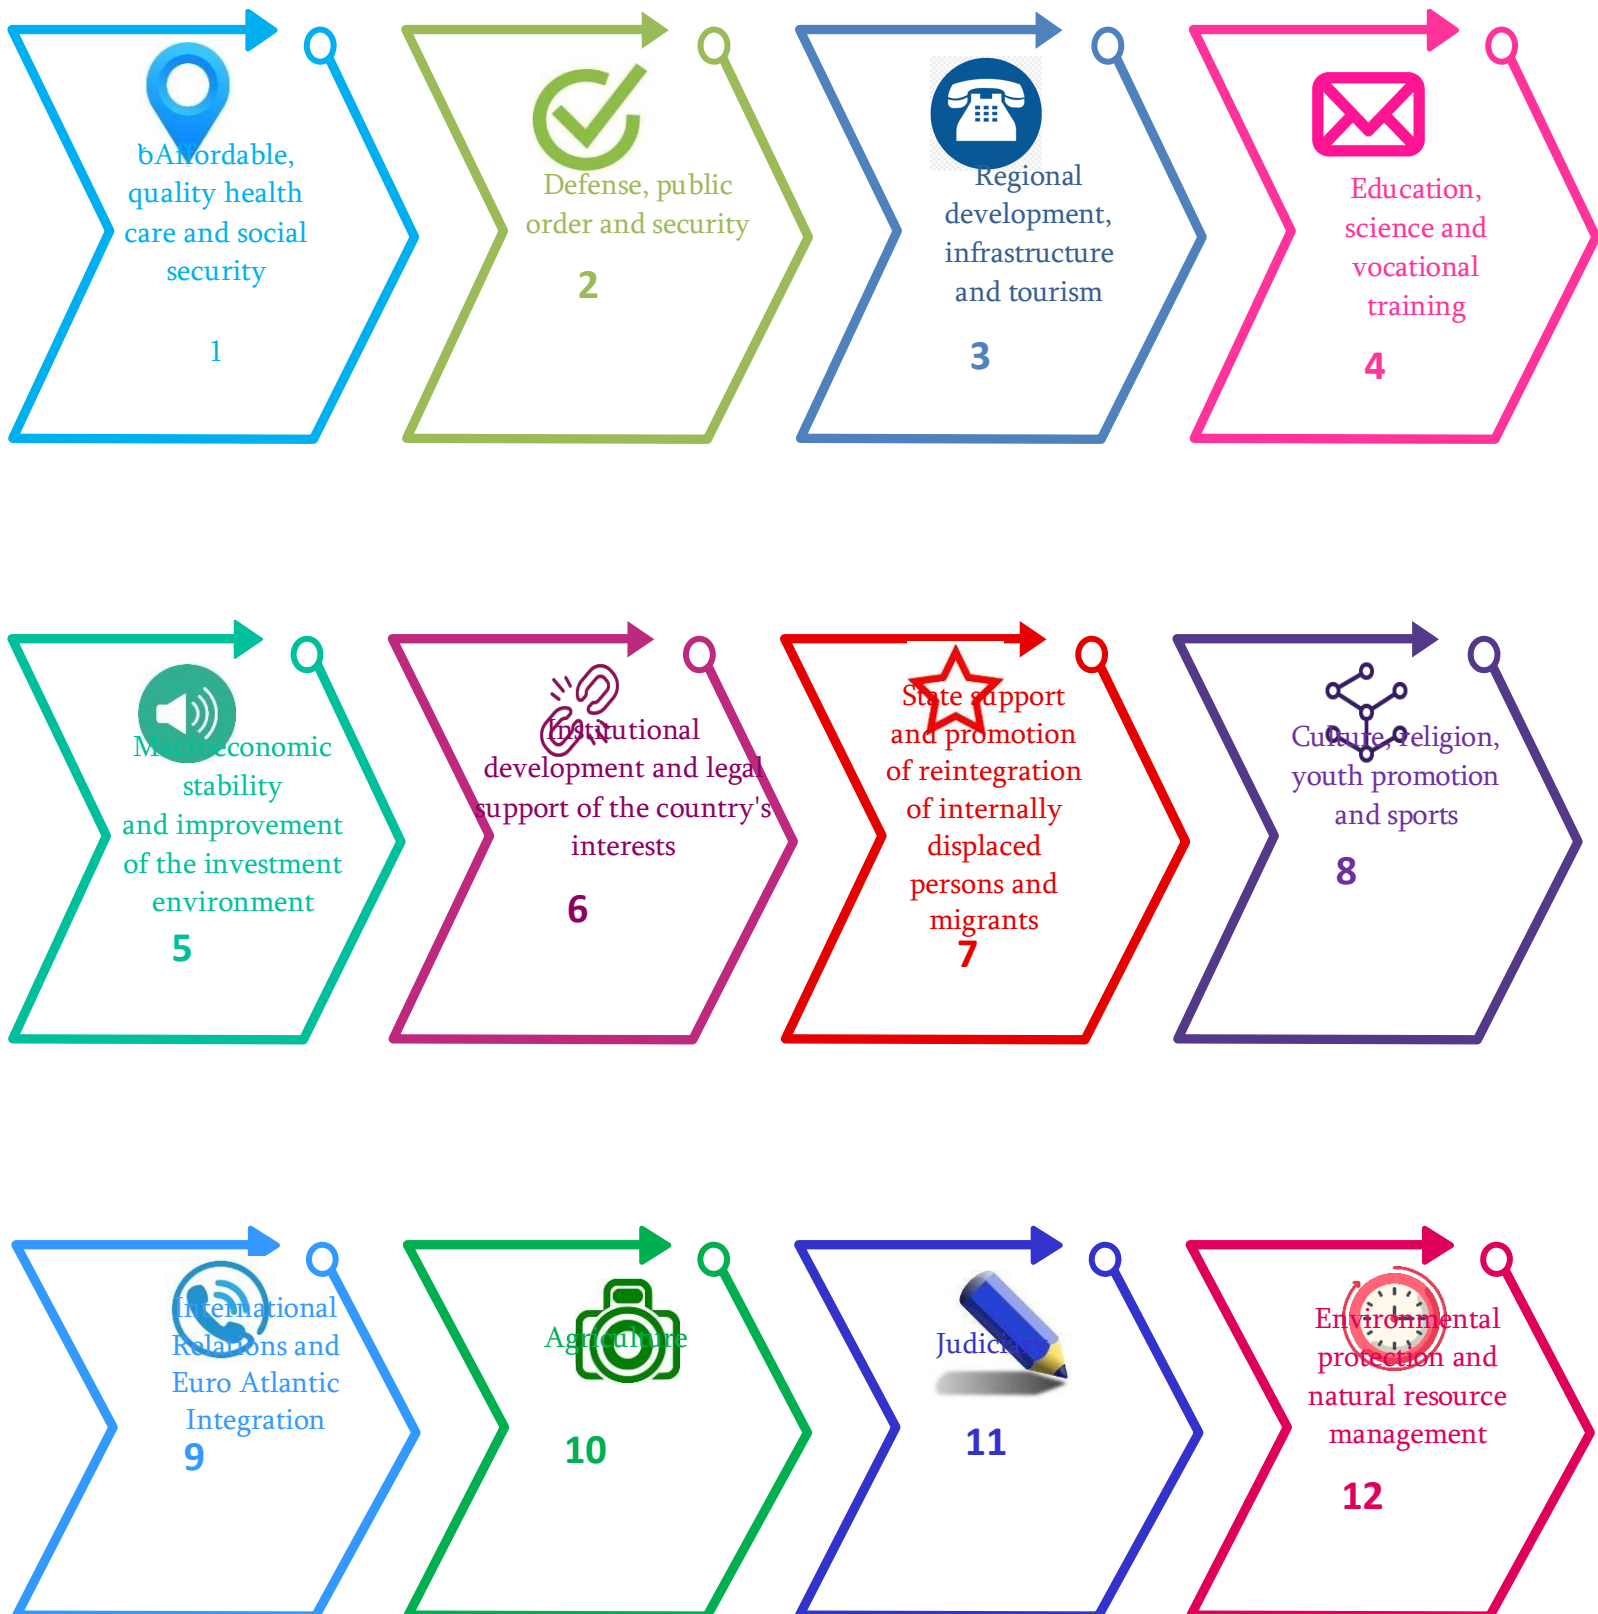 ხAffordable,
quality health
care and social
security
1
Defense, public
order and security
2
Regional
development,
infrastructure
and tourism
3
Education,
science and
vocational
training
4
Macroeconomic
stability
and improvement
of the investment
environment
5
Institutional
development and legal
support of the country's
interests
6
State support
and promotion
of reintegration
of internally
displaced
persons and
migrants
7
Culture, religion,
youth promotion
and sports
8
International
Relations and
Euro Atlantic
Integration
9
Agriculture
10
Judiciary
11
Environmental
protection and
natural resource
management
12